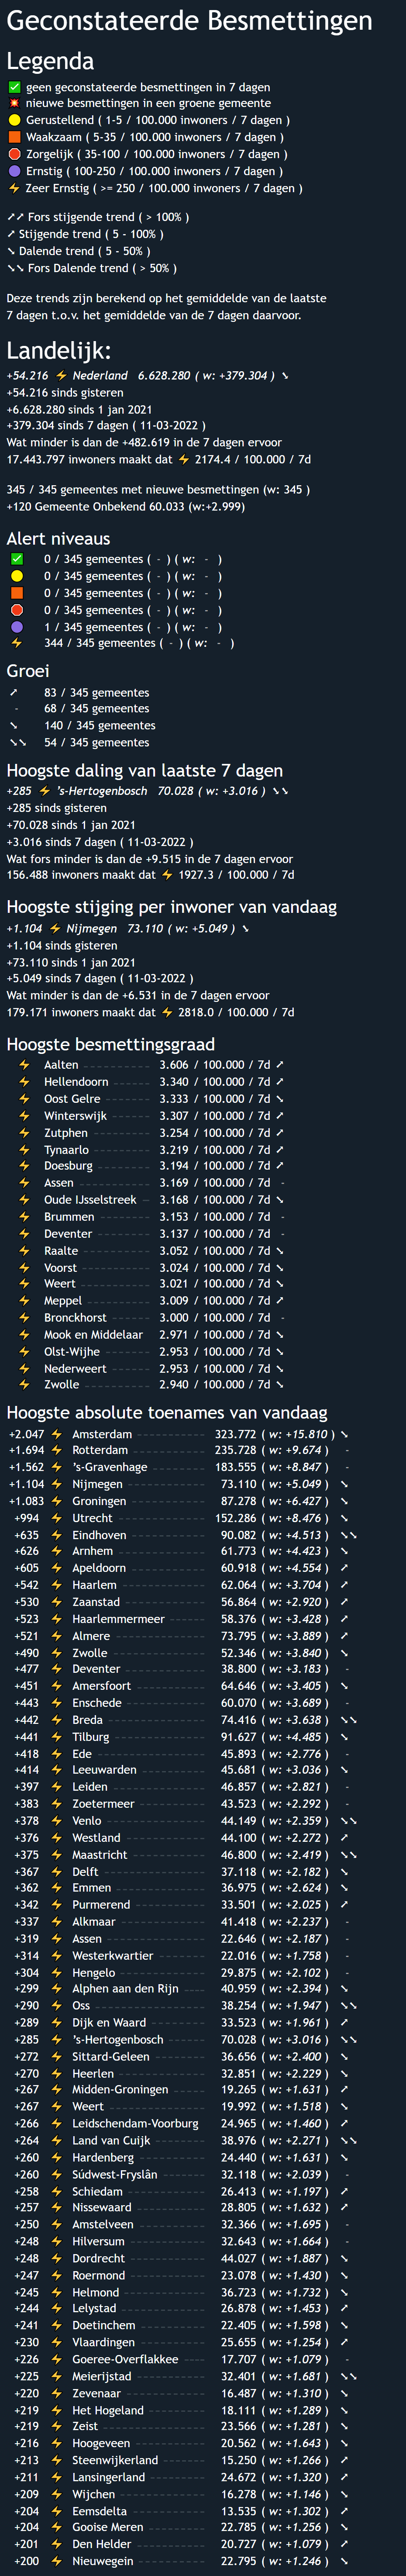 Geconstateerde Besmettingen
Legenda
✅ geen geconstateerde besmettingen in 7 dagen
💥 nieuwe besmettingen in een groene gemeente
🟡 Gerustellend ( 1-5 / 100.000 inwoners / 7 dagen )
🟧 Waakzaam ( 5-35 / 100.000 inwoners / 7 dagen )
🛑 Zorgelijk ( 35-100 / 100.000 inwoners / 7 dagen )
🟣 Ernstig ( 100-250 / 100.000 inwoners / 7 dagen )
⚡ Zeer Ernstig ( >= 250 / 100.000 inwoners / 7 dagen )
➚➚ Fors stijgende trend ( > 100% )
➚ Stijgende trend ( 5 - 100% )
➘ Dalende trend ( 5 - 50% )
➘➘ Fors Dalende trend ( > 50% )
Deze trends zijn berekend op het gemiddelde van de laatste
7 dagen t.o.v. het gemiddelde van de 7 dagen daarvoor.
Landelijk:
+54.216 ⚡ Nederland 6.628.280 ( w: +379.304 ) ➘
+54.216 sinds gisteren
+6.628.280 sinds 1 jan 2021
+379.304 sinds 7 dagen ( 11-03-2022 )
Wat minder is dan de +482.619 in de 7 dagen ervoor
17.443.797 inwoners maakt dat ⚡ 2174.4 / 100.000 / 7d
345 / 345 gemeentes met nieuwe besmettingen (w: 345 )
+120 Gemeente Onbekend 60.033 (w:+2.999)
Alert niveaus
✅ 0 / 345 gemeentes ( - ) ( w: - )
🟡 0 / 345 gemeentes ( - ) ( w: - )
🟧 0 / 345 gemeentes ( - ) ( w: - )
🛑 0 / 345 gemeentes ( - ) ( w: - )
🟣 1 / 345 gemeentes ( - ) ( w: - )
⚡ 344 / 345 gemeentes ( - ) ( w: - )
Groei
➚ 83 / 345 gemeentes
- 68 / 345 gemeentes
➘ 140 / 345 gemeentes
➘➘ 54 / 345 gemeentes
Hoogste daling van laatste 7 dagen
+285 ⚡ 's-Hertogenbosch 70.028 ( w: +3.016 ) ➘➘
+285 sinds gisteren
+70.028 sinds 1 jan 2021
+3.016 sinds 7 dagen ( 11-03-2022 )
Wat fors minder is dan de +9.515 in de 7 dagen ervoor
156.488 inwoners maakt dat ⚡ 1927.3 / 100.000 / 7d
Hoogste stijging per inwoner van vandaag
+1.104 ⚡ Nijmegen 73.110 ( w: +5.049 ) ➘
+1.104 sinds gisteren
+73.110 sinds 1 jan 2021
+5.049 sinds 7 dagen ( 11-03-2022 )
Wat minder is dan de +6.531 in de 7 dagen ervoor
179.171 inwoners maakt dat ⚡ 2818.0 / 100.000 / 7d
Hoogste besmettingsgraad
⚡ Aalten 3.606 / 100.000 / 7d ➚
⚡ Hellendoorn 3.340 / 100.000 / 7d ➚
⚡ Oost Gelre 3.333 / 100.000 / 7d ➘
⚡ Winterswijk 3.307 / 100.000 / 7d ➚
⚡ Zutphen 3.254 / 100.000 / 7d ➚
⚡ Tynaarlo 3.219 / 100.000 / 7d ➚
⚡ Doesburg 3.194 / 100.000 / 7d ➚
⚡ Assen 3.169 / 100.000 / 7d -
⚡ Oude IJsselstreek 3.168 / 100.000 / 7d ➘
⚡ Brummen 3.153 / 100.000 / 7d -
⚡ Deventer 3.137 / 100.000 / 7d -
⚡ Raalte 3.052 / 100.000 / 7d ➘
⚡ Voorst 3.024 / 100.000 / 7d ➘
⚡ Weert 3.021 / 100.000 / 7d ➘
⚡ Meppel 3.009 / 100.000 / 7d ➚
⚡ Bronckhorst 3.000 / 100.000 / 7d -
⚡ Mook en Middelaar 2.971 / 100.000 / 7d ➘
⚡ Olst-Wijhe 2.953 / 100.000 / 7d ➘
⚡ Nederweert 2.953 / 100.000 / 7d ➘
⚡ Zwolle 2.940 / 100.000 / 7d ➘
Hoogste absolute toenames van vandaag
+2.047 ⚡ Amsterdam 323.772 ( w: +15.810 ) ➘
+1.694 ⚡ Rotterdam 235.728 ( w: +9.674 ) -
+1.562 ⚡ 's-Gravenhage 183.555 ( w: +8.847 ) -
+1.104 ⚡ Nijmegen 73.110 ( w: +5.049 ) ➘
+1.083 ⚡ Groningen 87.278 ( w: +6.427 ) ➘
+994 ⚡ Utrecht 152.286 ( w: +8.476 ) ➘
+635 ⚡ Eindhoven 90.082 ( w: +4.513 ) ➘➘
+626 ⚡ Arnhem 61.773 ( w: +4.423 ) ➘
+605 ⚡ Apeldoorn 60.918 ( w: +4.554 ) ➚
+542 ⚡ Haarlem 62.064 ( w: +3.704 ) ➚
+530 ⚡ Zaanstad 56.864 ( w: +2.920 ) ➚
+523 ⚡ Haarlemmermeer 58.376 ( w: +3.428 ) ➚
+521 ⚡ Almere 73.795 ( w: +3.889 ) ➚
+490 ⚡ Zwolle 52.346 ( w: +3.840 ) ➘
+477 ⚡ Deventer 38.800 ( w: +3.183 ) -
+451 ⚡ Amersfoort 64.646 ( w: +3.405 ) ➘
+443 ⚡ Enschede 60.070 ( w: +3.689 ) -
+442 ⚡ Breda 74.416 ( w: +3.638 ) ➘➘
+441 ⚡ Tilburg 91.627 ( w: +4.485 ) ➘
+418 ⚡ Ede 45.893 ( w: +2.776 ) -
+414 ⚡ Leeuwarden 45.681 ( w: +3.036 ) ➘
+397 ⚡ Leiden 46.857 ( w: +2.821 ) -
+383 ⚡ Zoetermeer 43.523 ( w: +2.292 ) -
+378 ⚡ Venlo 44.149 ( w: +2.359 ) ➘➘
+376 ⚡ Westland 44.100 ( w: +2.272 ) ➚
+375 ⚡ Maastricht 46.800 ( w: +2.419 ) ➘➘
+367 ⚡ Delft 37.118 ( w: +2.182 ) ➘
+362 ⚡ Emmen 36.975 ( w: +2.624 ) ➘
+342 ⚡ Purmerend 33.501 ( w: +2.025 ) ➚
+337 ⚡ Alkmaar 41.418 ( w: +2.237 ) -
+319 ⚡ Assen 22.646 ( w: +2.187 ) -
+314 ⚡ Westerkwartier 22.016 ( w: +1.758 ) -
+304 ⚡ Hengelo 29.875 ( w: +2.102 ) -
+299 ⚡ Alphen aan den Rijn 40.959 ( w: +2.394 ) ➘
+290 ⚡ Oss 38.254 ( w: +1.947 ) ➘➘
+289 ⚡ Dijk en Waard 33.523 ( w: +1.961 ) ➚
+285 ⚡ 's-Hertogenbosch 70.028 ( w: +3.016 ) ➘➘
+272 ⚡ Sittard-Geleen 36.656 ( w: +2.400 ) ➘
+270 ⚡ Heerlen 32.851 ( w: +2.229 ) ➘
+267 ⚡ Midden-Groningen 19.265 ( w: +1.631 ) ➚
+267 ⚡ Weert 19.992 ( w: +1.518 ) ➘
+266 ⚡ Leidschendam-Voorburg 24.965 ( w: +1.460 ) ➚
+264 ⚡ Land van Cuijk 38.976 ( w: +2.271 ) ➘➘
+260 ⚡ Hardenberg 24.440 ( w: +1.631 ) ➘
+260 ⚡ Súdwest-Fryslân 32.118 ( w: +2.039 ) -
+258 ⚡ Schiedam 26.413 ( w: +1.197 ) ➚
+257 ⚡ Nissewaard 28.805 ( w: +1.632 ) ➚
+250 ⚡ Amstelveen 32.366 ( w: +1.695 ) -
+248 ⚡ Hilversum 32.643 ( w: +1.664 ) -
+248 ⚡ Dordrecht 44.027 ( w: +1.887 ) ➘
+247 ⚡ Roermond 23.078 ( w: +1.430 ) ➘
+245 ⚡ Helmond 36.723 ( w: +1.732 ) ➘
+244 ⚡ Lelystad 26.878 ( w: +1.453 ) ➚
+241 ⚡ Doetinchem 22.405 ( w: +1.598 ) ➘
+230 ⚡ Vlaardingen 25.655 ( w: +1.254 ) ➚
+226 ⚡ Goeree-Overflakkee 17.707 ( w: +1.079 ) -
+225 ⚡ Meierijstad 32.401 ( w: +1.681 ) ➘➘
+220 ⚡ Zevenaar 16.487 ( w: +1.310 ) ➘
+219 ⚡ Het Hogeland 18.111 ( w: +1.289 ) ➘
+219 ⚡ Zeist 23.566 ( w: +1.281 ) ➘
+216 ⚡ Hoogeveen 20.562 ( w: +1.643 ) ➘
+213 ⚡ Steenwijkerland 15.250 ( w: +1.266 ) ➚
+211 ⚡ Lansingerland 24.672 ( w: +1.320 ) ➚
+209 ⚡ Wijchen 16.278 ( w: +1.146 ) ➘
+204 ⚡ Eemsdelta 13.535 ( w: +1.302 ) ➚
+204 ⚡ Gooise Meren 22.785 ( w: +1.256 ) ➘
+201 ⚡ Den Helder 20.727 ( w: +1.079 ) ➚
+200 ⚡ Nieuwegein 22.795 ( w: +1.246 ) ➘